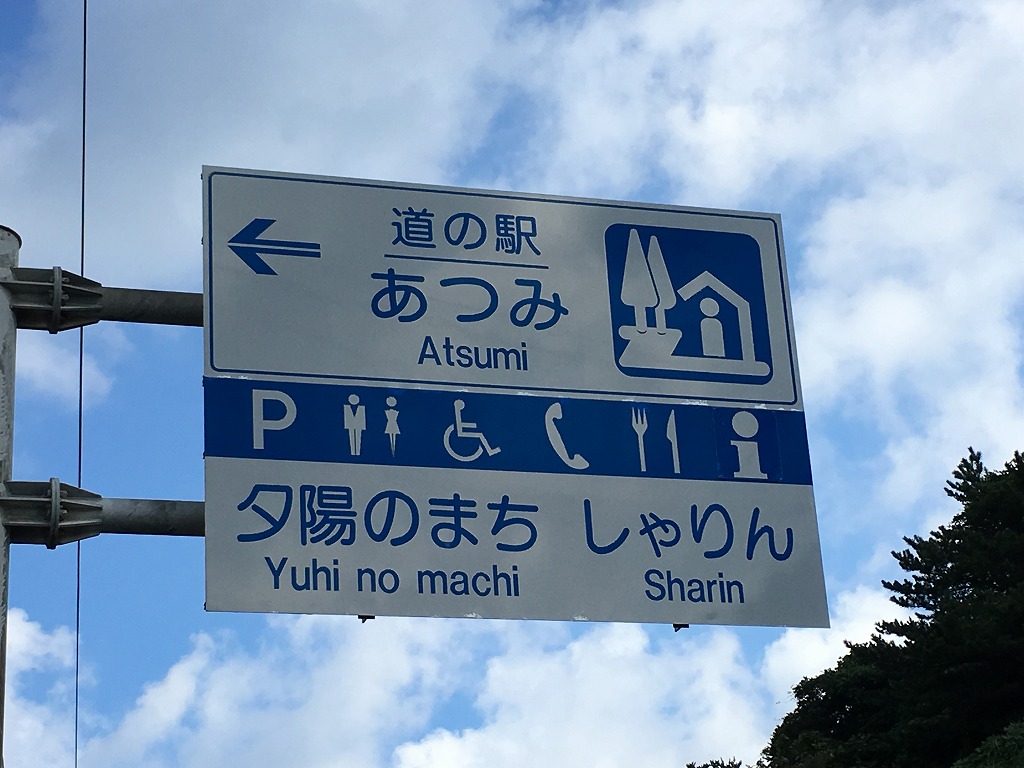 道の駅
あつみ
Atsumi
P
夕陽のまち しゃりん
Yuhi no machi Sharin